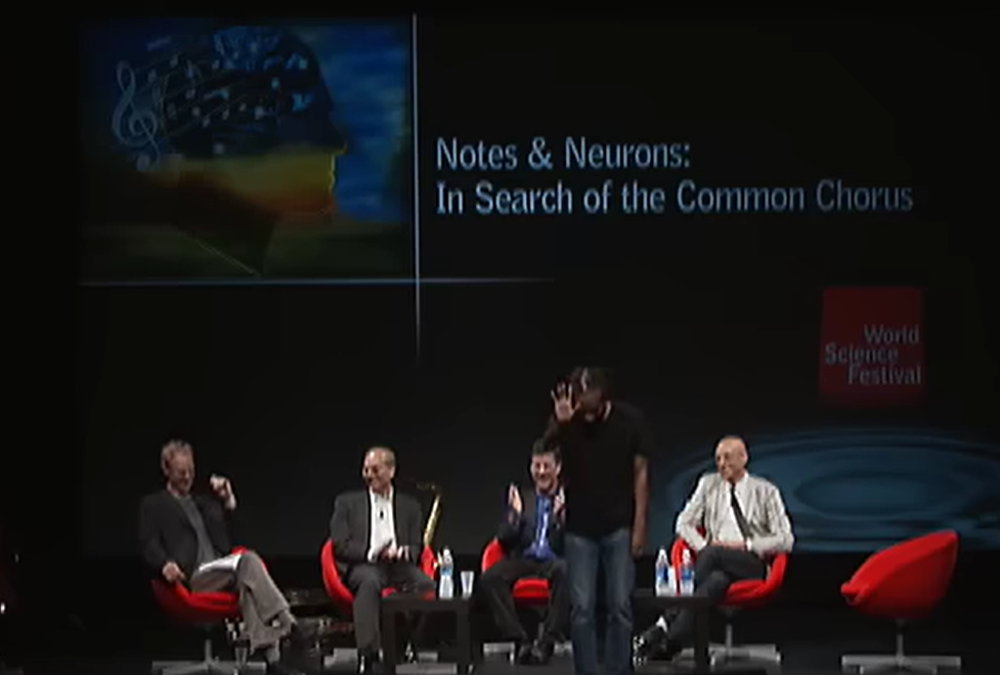 Notes & Neurons:
In Search of the Common Chorus
World
Science
Festival